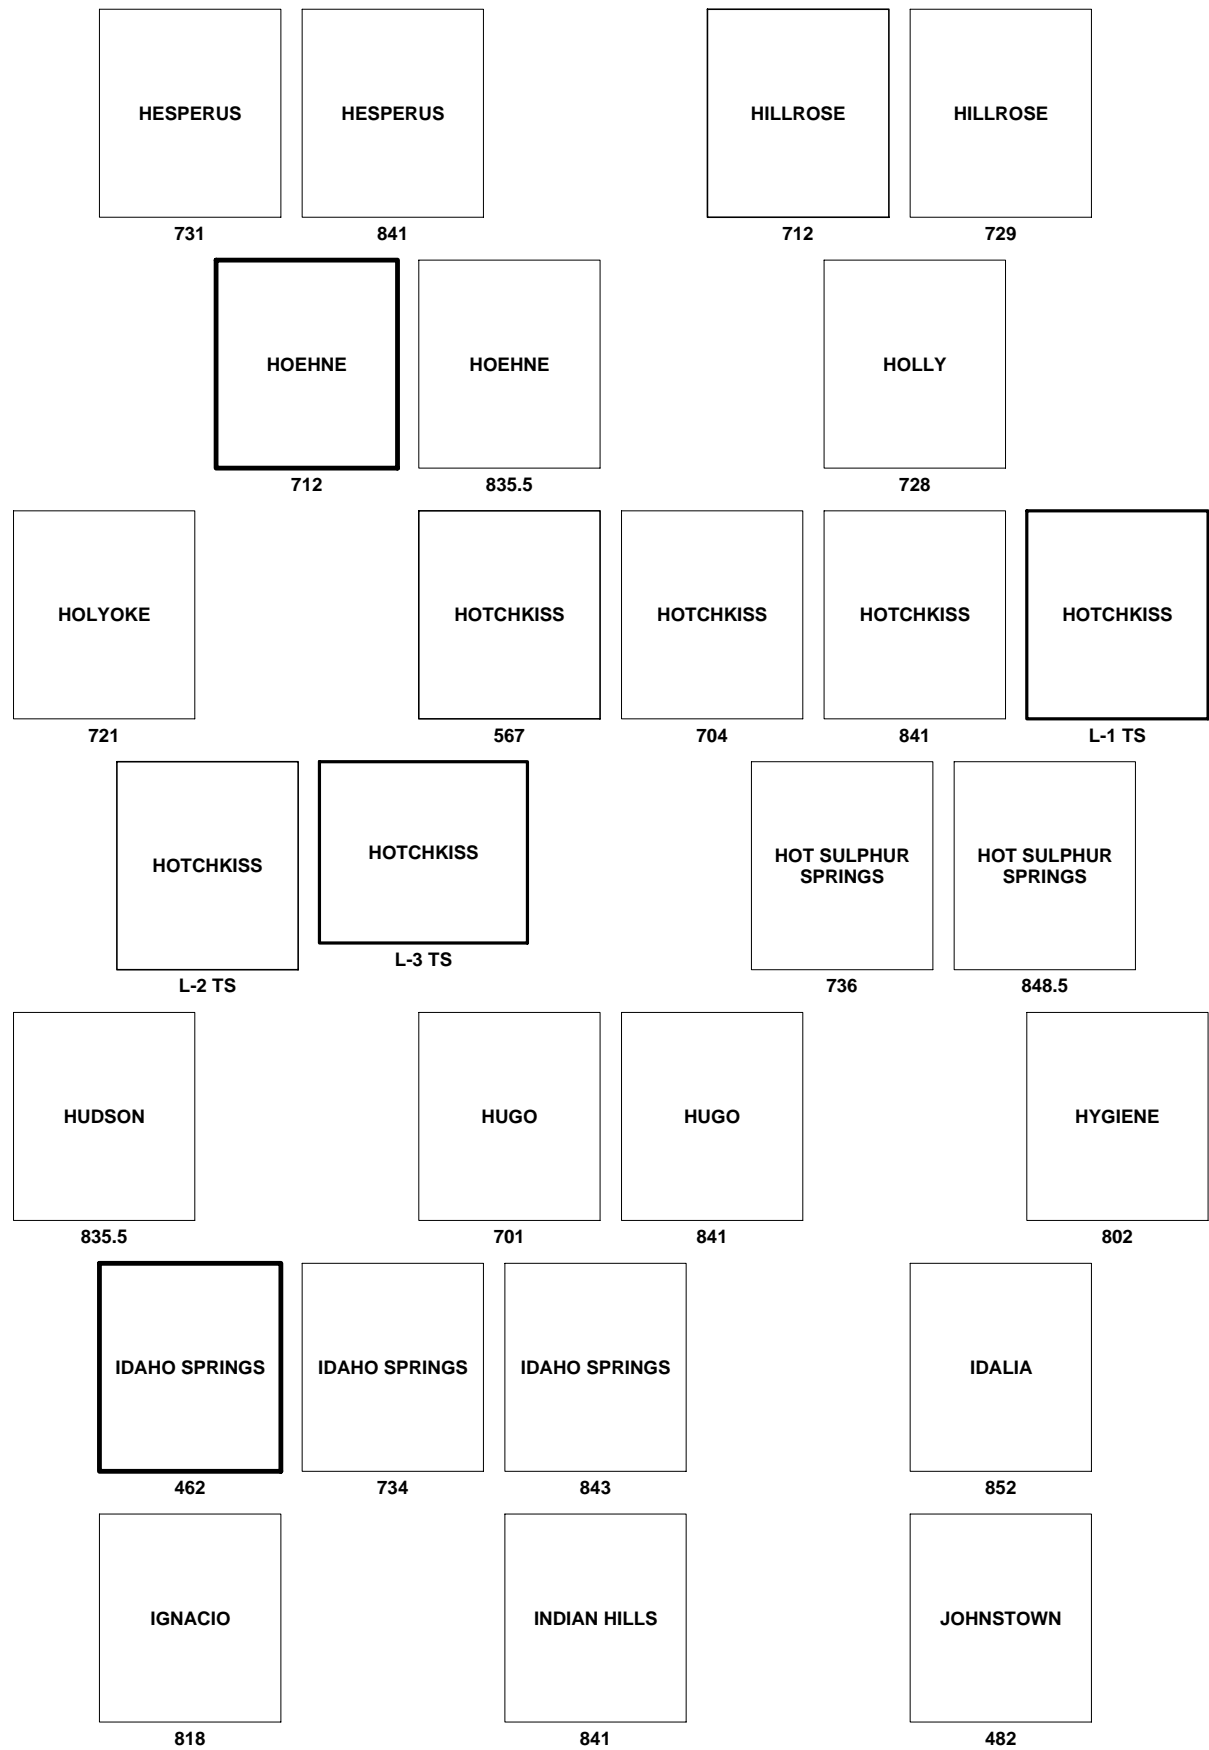 HESPERUS
731
HESPERUS
841
HILLROSE
712
HILLROSE
729
HOEHNE
712
HOEHNE
835.5
HOLLY
728
HOLYOKE
721
HOTCHKISS
567
HOTCHKISS
704
HOTCHKISS
841
HOTCHKISS
L-1 TS
HOTCHKISS
L-2 TS
HOTCHKISS
L-3 TS
HOT SULPHUR
SPRINGS
736
HOT SULPHUR
SPRINGS
848.5
HUDSON
835.5
HUGO
701
HUGO
841
HYGIENE
802
IDAHO SPRINGS
462
IDAHO SPRINGS
734
IDAHO SPRINGS
843
IDALIA
852
IGNACIO
818
INDIAN HILLS
841
JOHNSTOWN
482